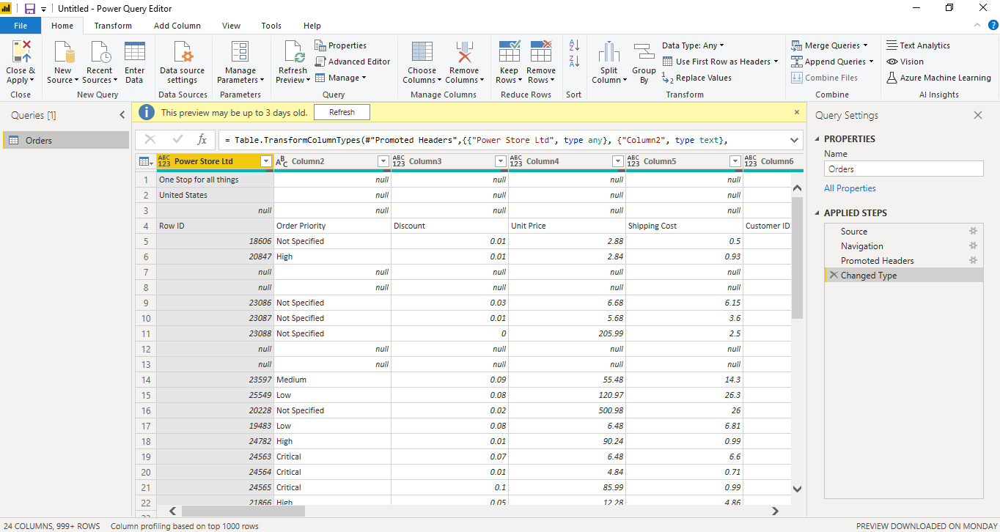 Untitled - Power Query Editor
File Home Transform Add Column View Tools Help
Close & Apply New Source Recent Sources Enter Data Data source settings Manage Parameters Refresh Preview Properties Advanced Editor Manage Choose Columns Remove Columns Keep Rows Remove Rows Split Column Group By Data Type: Any Use First Row as Headers Replace Values Merge Queries Append Queries Combine Files Text Analytics Vision Azure Machine Learning
Close New Query Data Sources Parameters Query Manage Columns Reduce Rows Sort Transform Combine AI Insights
Queries [1]
Orders
This preview may be up to 3 days old. Refresh
= Table.TransformColumnTypes(#"Promoted Headers",{{"Power Store Ltd", type any}, {"Column2", type text},
Power Store Ltd Column2 Column3 Column4 Column5 Column6
1 One Stop for all things null null null null
2 United States null null null null
3 null null null null null
4 Row ID Order Priority Discount Unit Price Shipping Cost Customer ID
5 18606 Not Specified 0.01 2.88 0.5
6 20847 High 0.01 2.84 0.93
7 null null null null null
8 null null null null null
9 23086 Not Specified 0.03 6.68 6.15
10 23087 Not Specified 0.01 5.68 3.6
11 23088 Not Specified 0 205.99 2.5
12 null null null null null
13 null null null null null
14 23597 Medium 0.09 55.48 14.3
15 25549 Low 0.08 120.97 26.3
16 20228 Not Specified 0.02 500.98 26
17 19483 Low 0.08 6.48 6.81
18 24782 High 0.01 90.24 0.99
19 24563 Critical 0.07 6.48 6.6
20 24564 Critical 0.01 4.84 0.71
21 24565 Critical 0.1 85.99 0.99
22 21866 High 0.05 12.28 4.86
Query Settings
PROPERTIES
Name
Orders
All Properties
APPLIED STEPS
Source
Navigation
Promoted Headers
Changed Type
24 COLUMNS, 999+ ROWS Column profiling based on top 1000 rows PREVIEW DOWNLOADED ON MONDAY